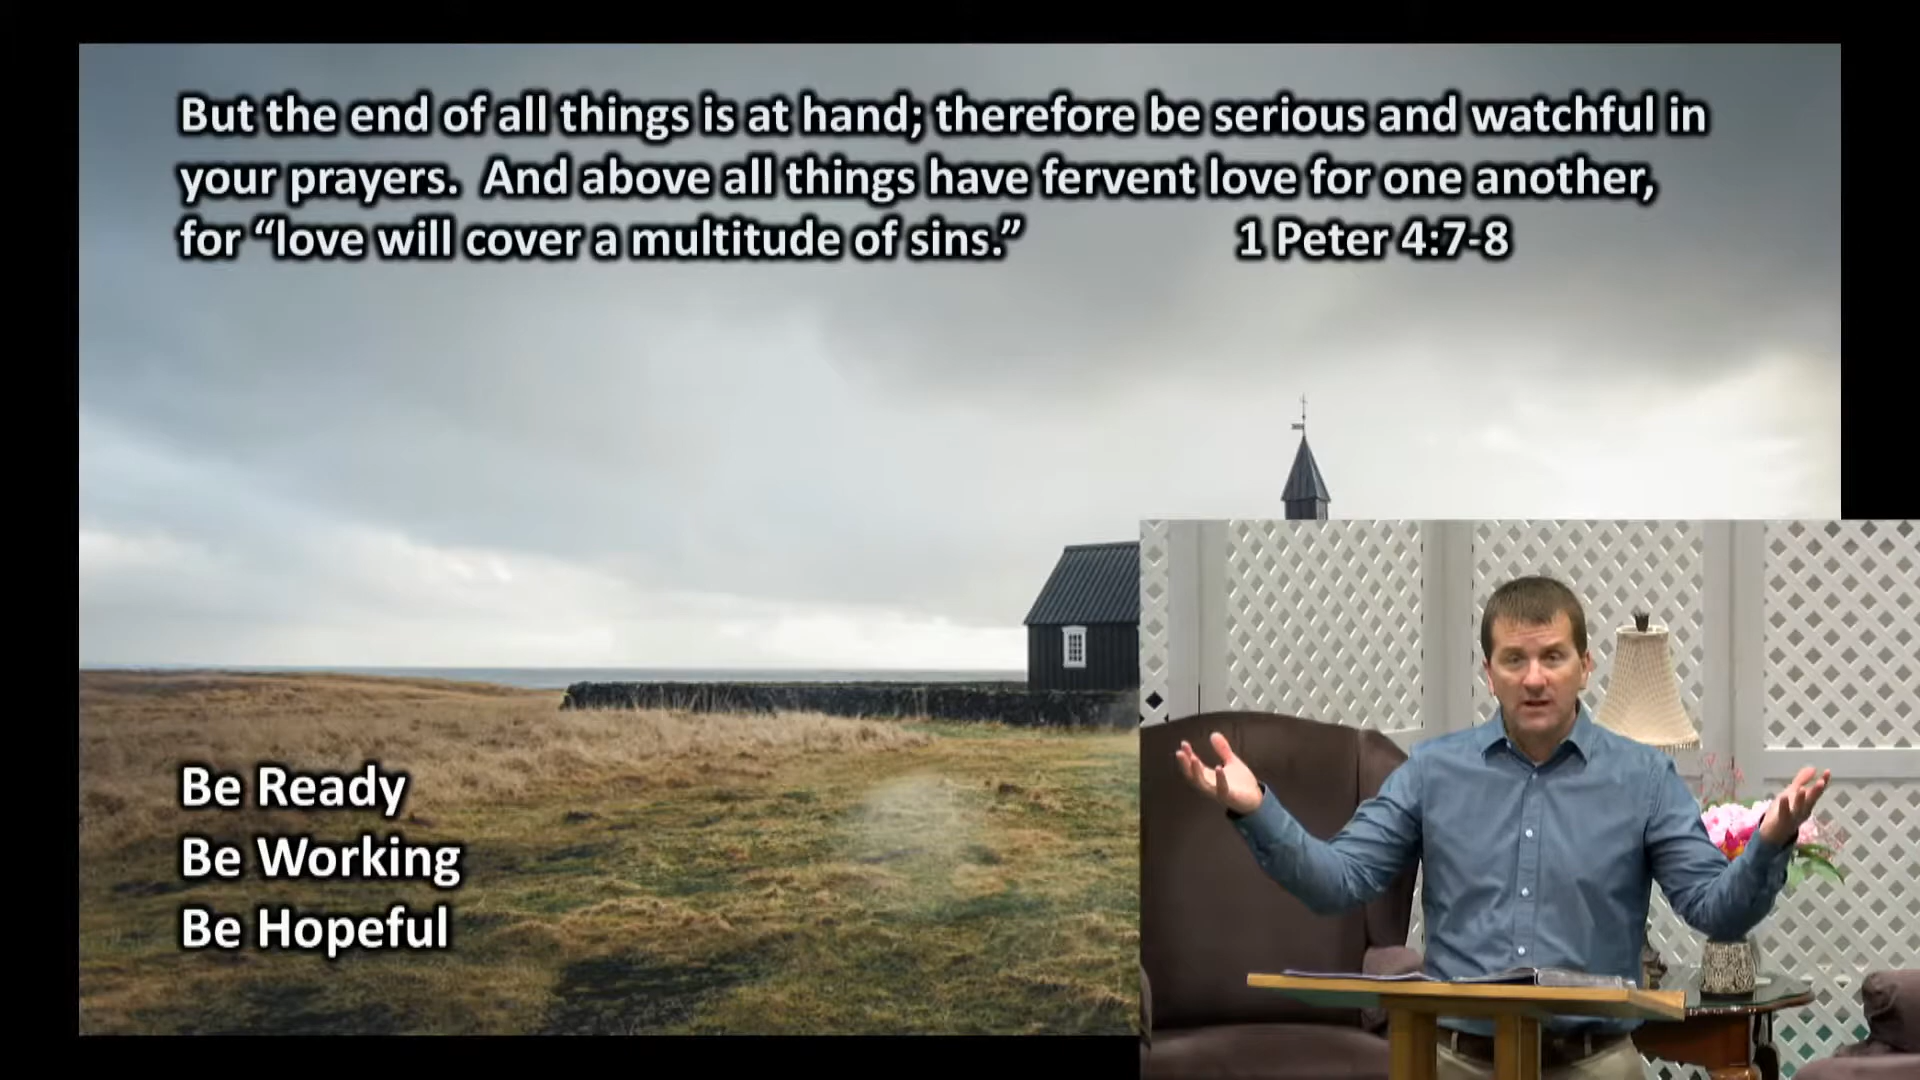 But the end of all things is at hand; therefore be serious and watchful in
your prayers.  And above all things have fervent love for one another,
for “love will cover a multitude of sins.”                1 Peter 4:7-8
Be Ready
Be Working
Be Hopeful